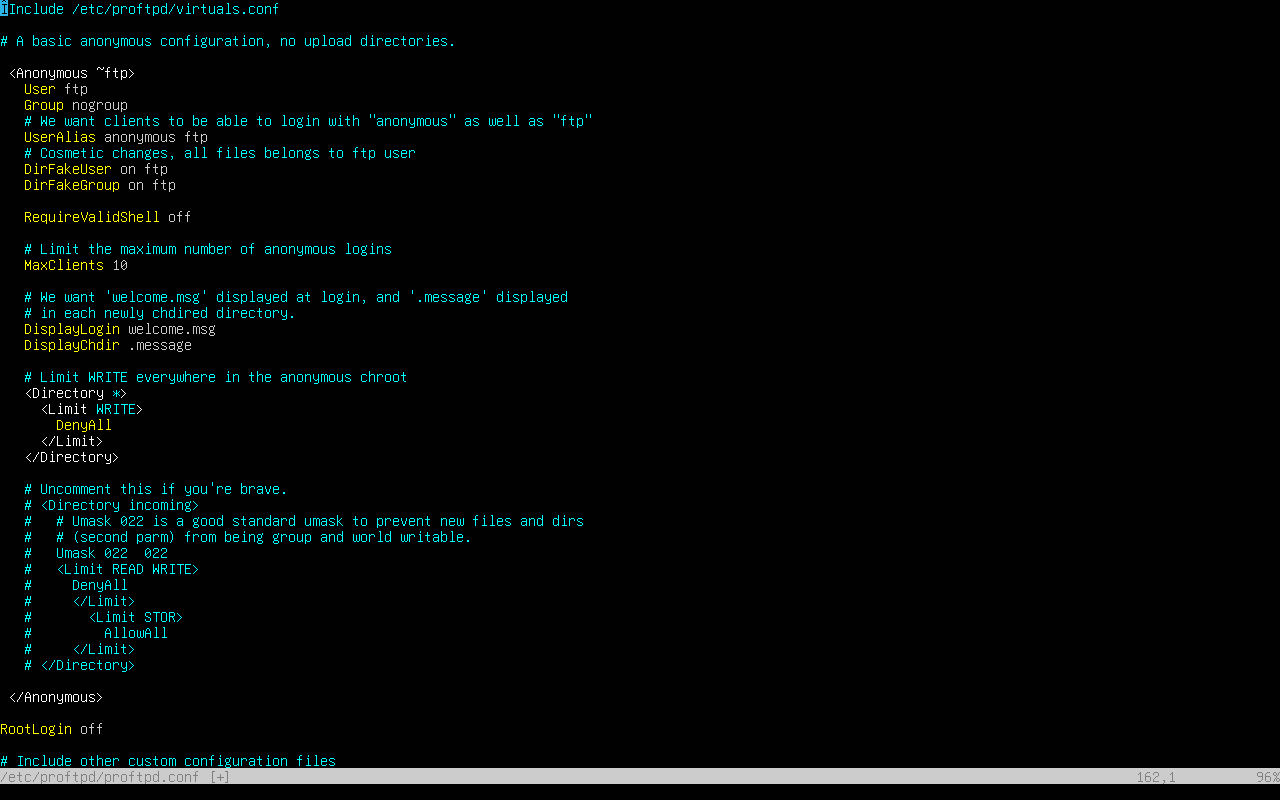 iInclude /etc/proftpd/virtuals.conf

# A basic anonymous configuration, no upload directories.

 <Anonymous ~ftp>
   User ftp
   Group nogroup
   # We want clients to be able to login with "anonymous" as well as "ftp"
   UserAlias anonymous ftp
   # Cosmetic changes, all files belongs to ftp user
   DirFakeUser on ftp
   DirFakeGroup on ftp

   RequireValidShell off

   # Limit the maximum number of anonymous logins
   MaxClients 10

   # We want 'welcome.msg' displayed at login, and '.message' displayed
   # in each newly chdired directory.
   DisplayLogin welcome.msg
   DisplayChdir .message

   # Limit WRITE everywhere in the anonymous chroot
   <Directory *>
     <Limit WRITE>
       DenyAll
     </Limit>
   </Directory>

   # Uncomment this if you're brave.
   # <Directory incoming>
   #   # Umask 022 is a good standard umask to prevent new files and dirs
   #   # (second parm) from being group and world writable.
   #   Umask 022  022
   #   <Limit READ WRITE>
   #     DenyAll
   #     </Limit>
   #       <Limit STOR>
   #         AllowAll
   #     </Limit>
   # </Directory>

 </Anonymous>

RootLogin off

# Include other custom configuration files
/etc/proftpd/proftpd.conf [+] 162,1 96%